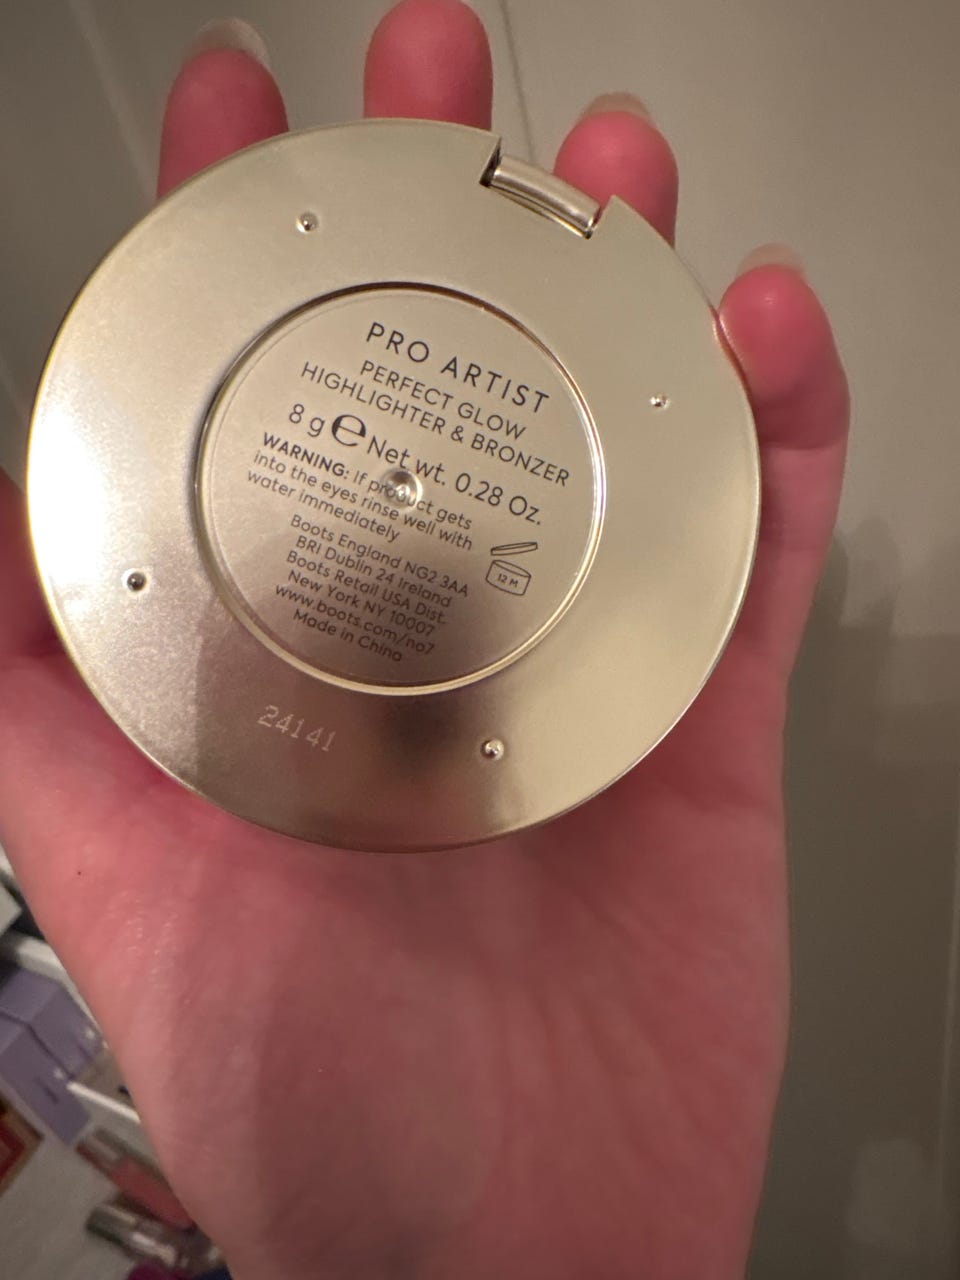 PRO ARTIST
PERFECT GLOW
HIGHLIGHTER & BRONZER
8 g ℮ Net wt. 0.28 Oz.
WARNING: If product gets
into the eyes rinse well with
water immediately
12 M
Boots England NG2 3AA
BRI Dublin 24 Ireland
Boots Retail USA Dist.
New York NY 10007
www.boots.com/no7
Made in China
24141